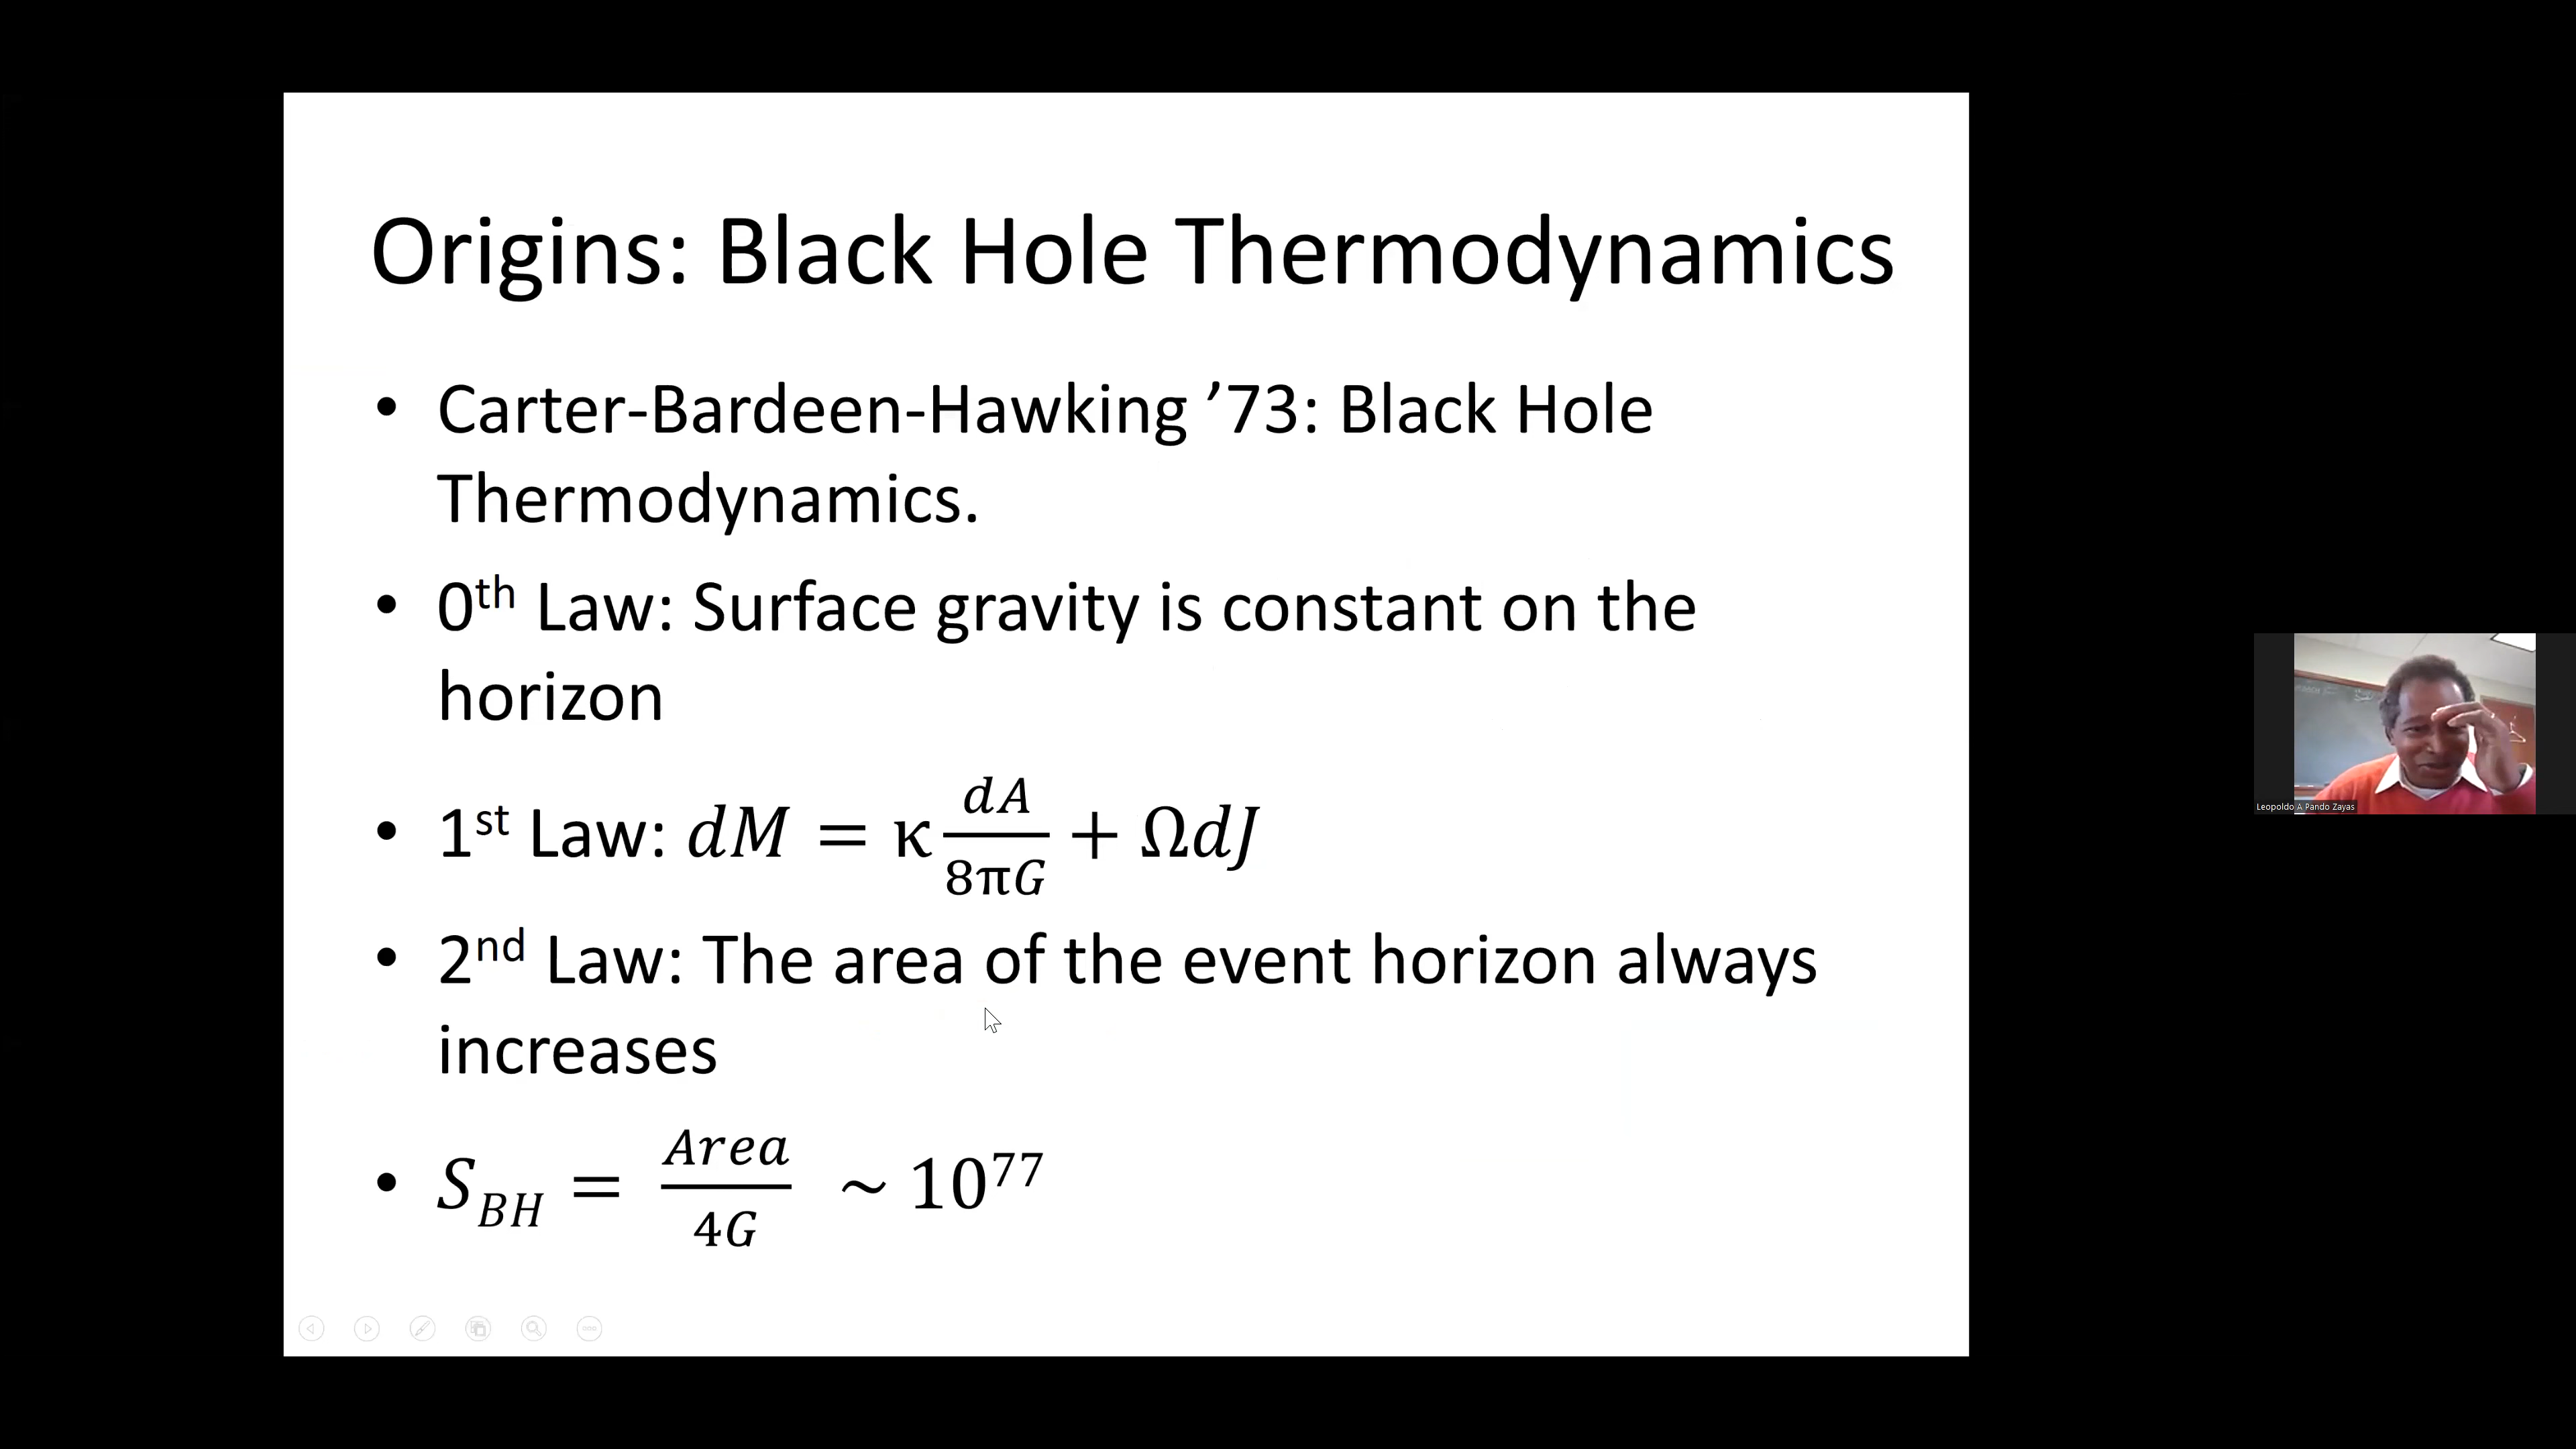 Origins: Black Hole Thermodynamics
• Carter-Bardeen-Hawking ’73: Black Hole
Thermodynamics.
• 0th Law: Surface gravity is constant on the
horizon
• 1st Law: dM = κ dA/8πG + ΩdJ
• 2nd Law: The area of the event horizon always
increases
• S_BH = Area/4G ~ 10^77
Leopoldo A Pando Zayas